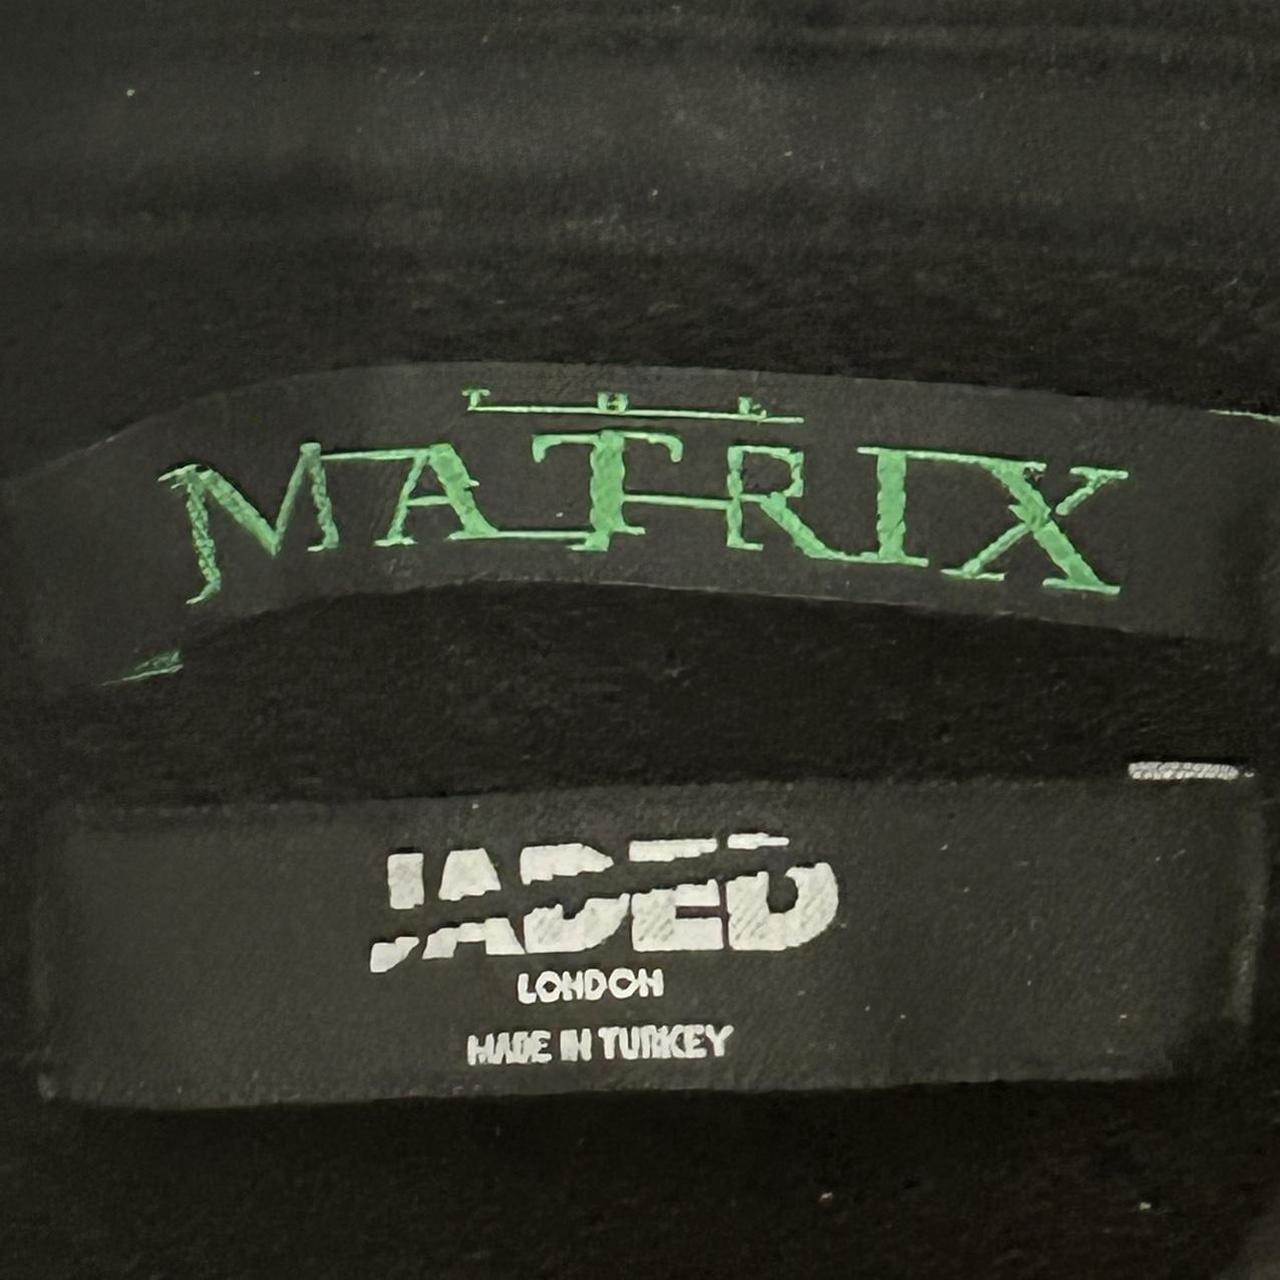 THE
MATRIX
JADED
LONDON
MADE IN TURKEY